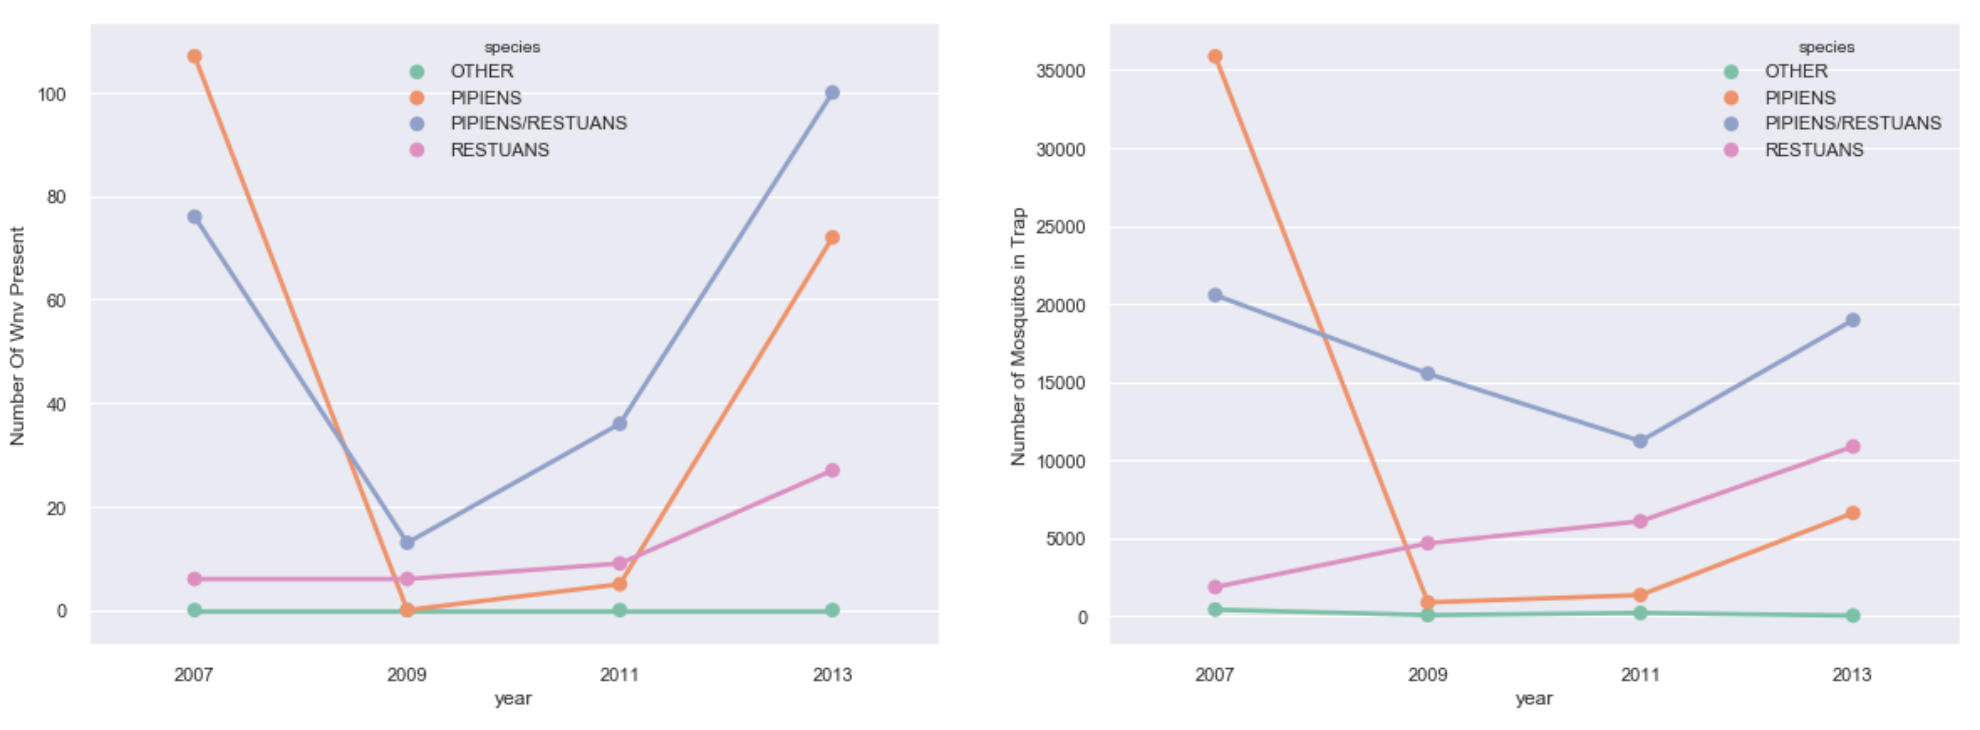 Number Of Wnv Present
100
80
60
40
20
0
species
OTHER
PIPIENS
PIPIENS/RESTUANS
RESTUANS
2007 2009 2011 2013
year
Number of Mosquitos in Trap
35000
30000
25000
20000
15000
10000
5000
0
species
OTHER
PIPIENS
PIPIENS/RESTUANS
RESTUANS
2007 2009 2011 2013
year